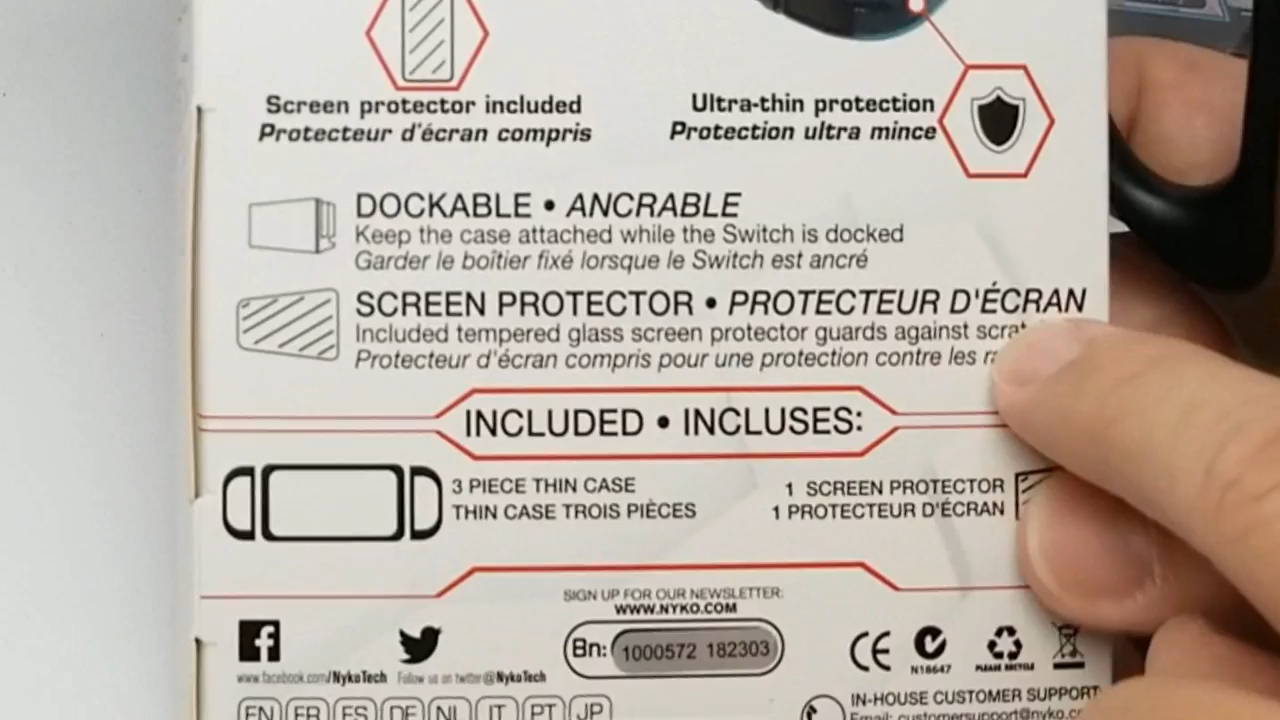 Screen protector included
Protecteur d'écran compris
Ultra-thin protection
Protection ultra mince
DOCKABLE • ANCRABLE
Keep the case attached while the Switch is docked
Garder le boîtier fixé lorsque le Switch est ancré
SCREEN PROTECTOR • PROTECTEUR D'ÉCRAN
Included tempered glass screen protector guards against
Protecteur d'écran compris pour une protection contre les
INCLUDED • INCLUSES:
3 PIECE THIN CASE
THIN CASE TROIS PIÈCES
1 SCREEN PROTECTOR
1 PROTECTEUR D'ÉCRAN
SIGN UP FOR OUR NEWSLETTER:
WWW.NYKO.COM
Bn: 1000572 182303
www.facebook.com/NykoTech
Follow us on twitter@NykoTech
CE
N18647
PLEASE RECYCLE
EN FR ES DE NL IT PT JP
IN-HOUSE CUSTOMER SUPPORT:
Email: